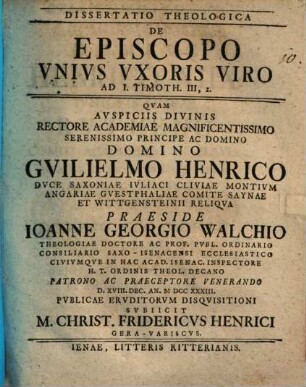 DISSERTATIO THEOLOGICA
DE
EPISCOPO
VNIVS VXORIS VIRO
AD I. TIMOTH. III, 2.
QVAM
AVSPICIIS DIVINIS
RECTORE ACADEMIAE MAGNIFICENTISSIMO
SERENISSIMO PRINCIPE AC DOMINO
DOMINO
GVILIELMO HENRICO
DVCE SAXONIAE IVLIACI CLIVIAE MONTIVM
ANGARIAE GVESTPHALIAE COMITE SAYNAE
ET WITTGENSTEINII RELIQVA
PRAESIDE
IOANNE GEORGIO WALCHIO
THEOLOGIAE DOCTORE AC PROF. PVBL. ORDINARIO
CONSILIARIO SAXO-ISENACENSI ECCLESIASTICO
CIVIVMQVE IN HAC ACAD. ISENAC. INSPECTORE
H. T. ORDINIS THEOL. DECANO
PATRONO AC PRAECEPTORE VENERANDO
D. XVIII. DEC. AN. M DCC XXXIII.
PVBLICAE ERVDITORVM DISQVISITIONI
SVBIICIT
M. CHRIST. FRIDERICVS HENRICI
GERA-VARISCVS.
IENAE, LITTERIS RITTERIANIS.